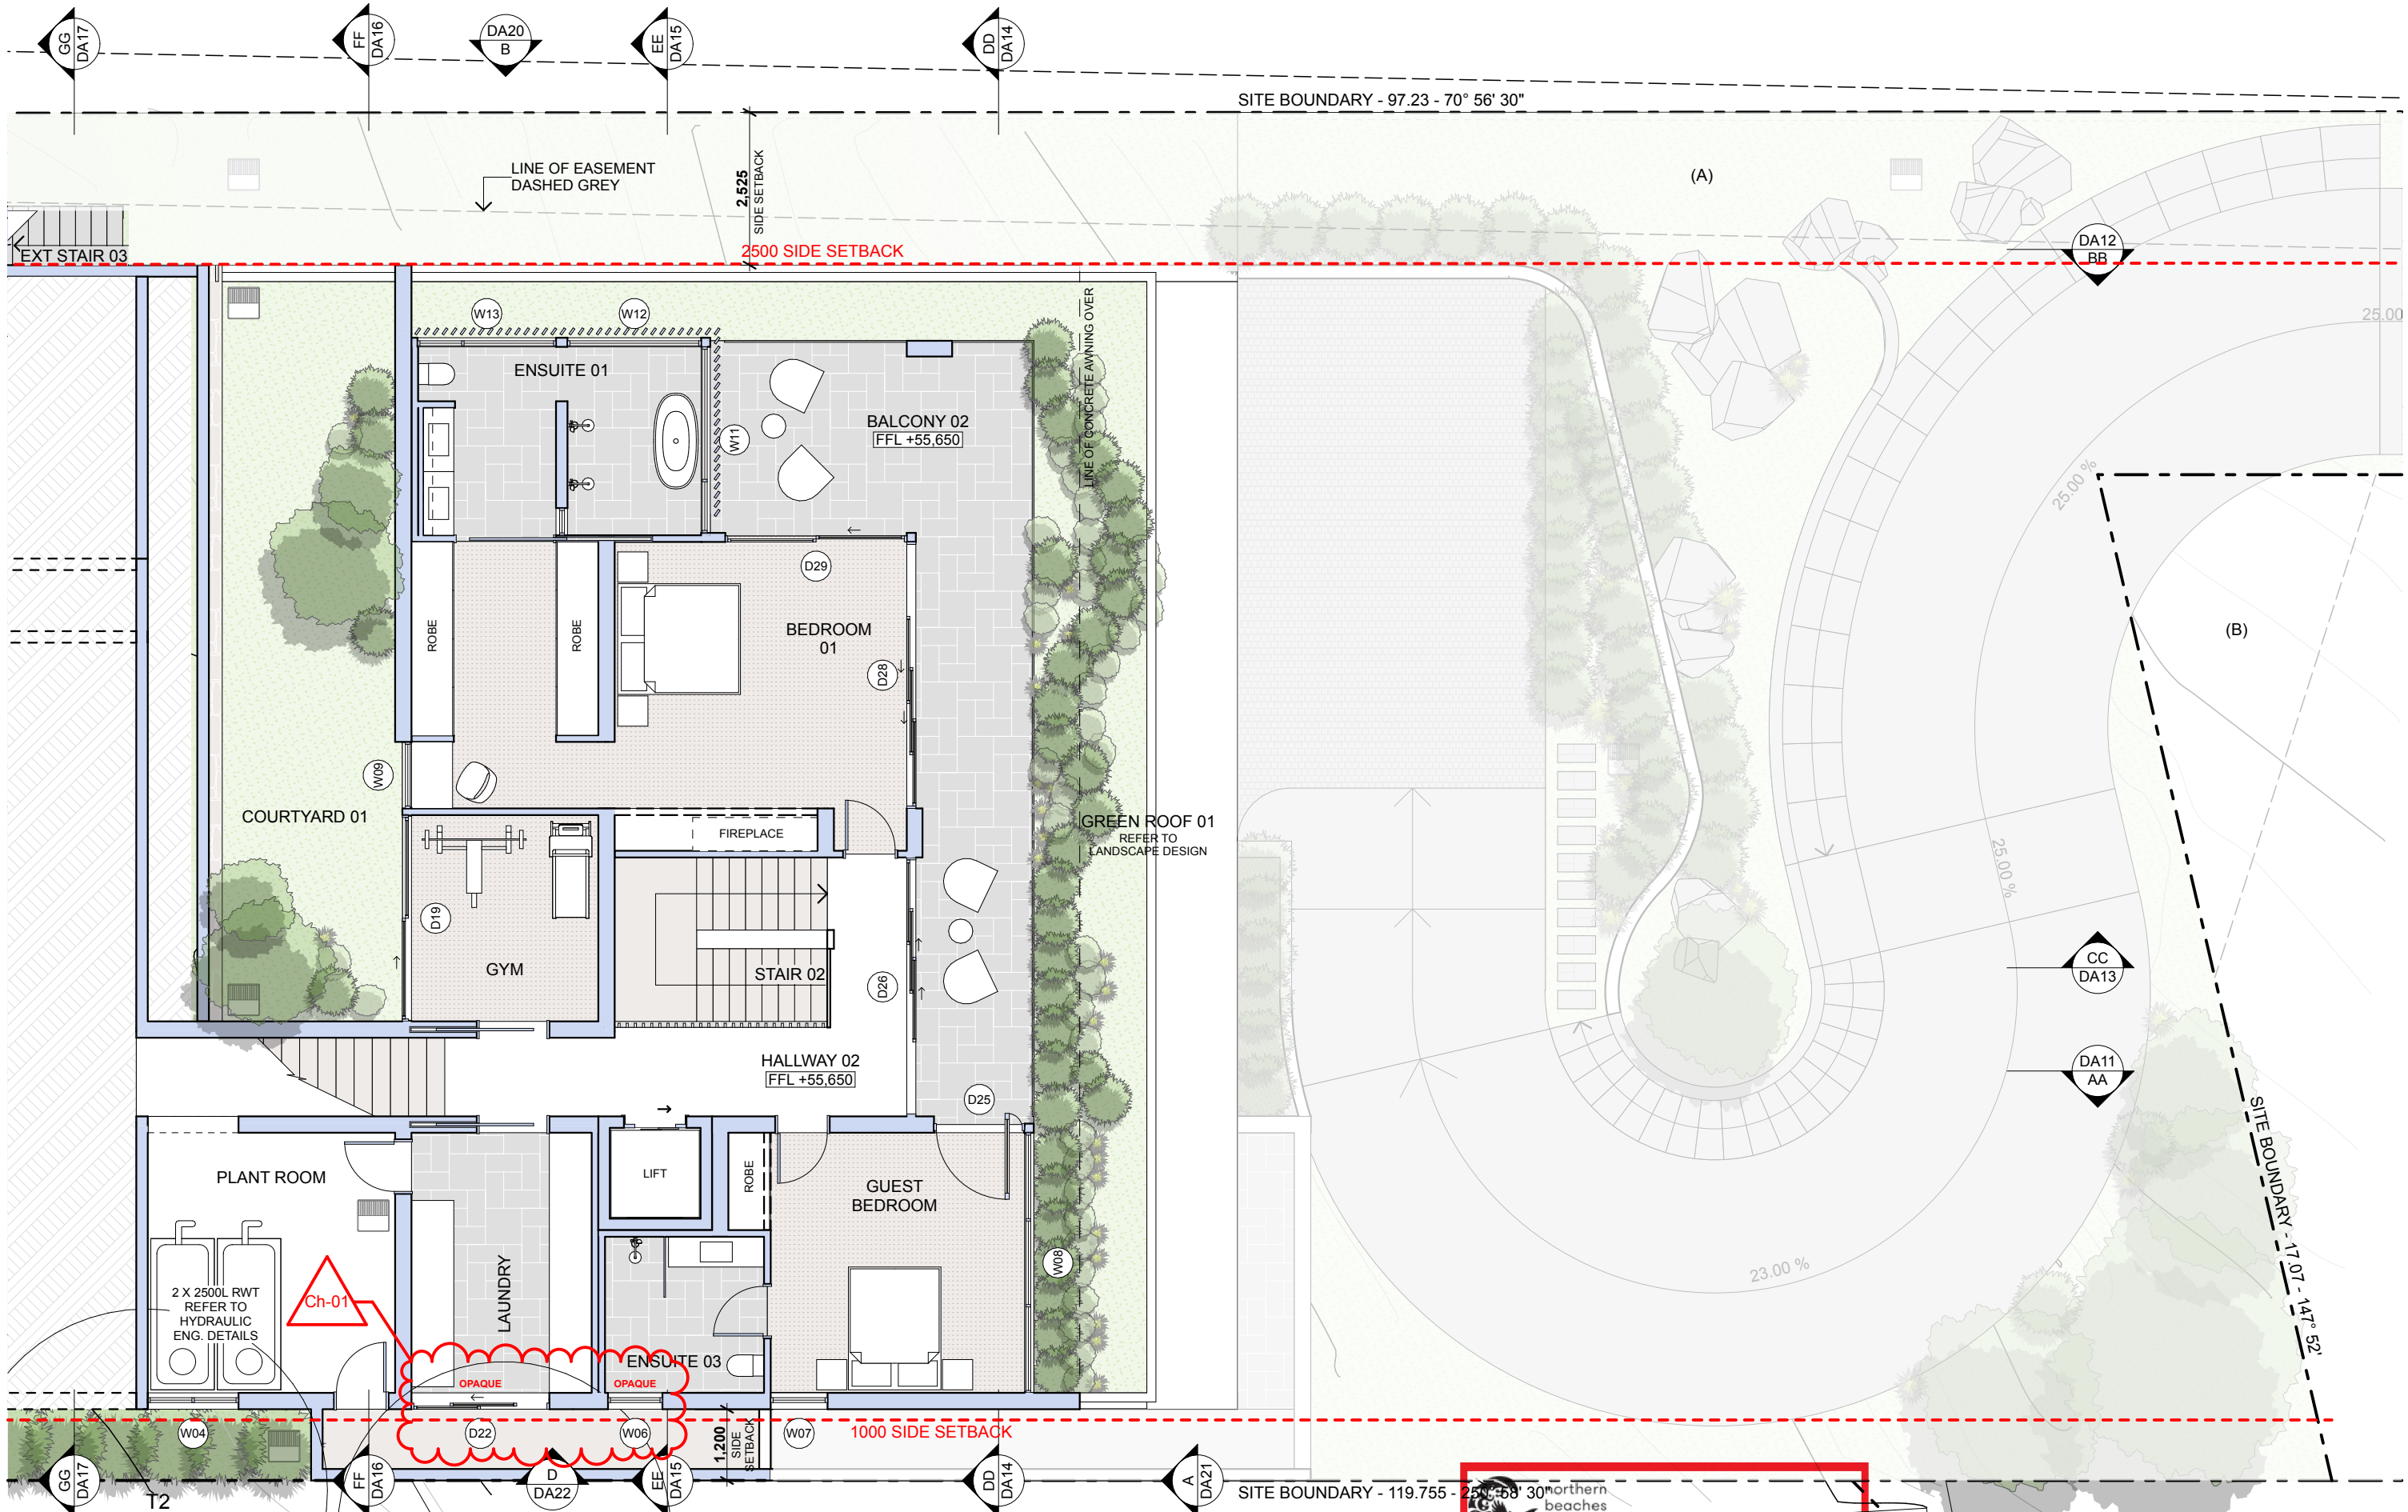 GG
DA17
FF
DA16
DA20
B
EE
DA15
DD
DA14
SITE BOUNDARY - 97.23 - 70° 56' 30"
LINE OF EASEMENT
DASHED GREY
2,525
SIDE SETBACK
(A)
EXT STAIR 03
2500 SIDE SETBACK
DA12
BB
W13
W12
25.00
ENSUITE 01
W11
BALCONY 02
FFL +55,650
LINE OF CONCRETE AWNING OVER
25.00 %
D29
ROBE
ROBE
BEDROOM
01
D28
(B)
W09
COURTYARD 01
FIREPLACE
GREEN ROOF 01
REFER TO
LANDSCAPE DESIGN
25.00 %
D19
GYM
STAIR 02
D26
CC
DA13
HALLWAY 02
FFL +55,650
D25
DA11
AA
SITE BOUNDARY - 17.07 - 147° 52'
PLANT ROOM
LIFT
ROBE
GUEST
BEDROOM
W08
23.00 %
2 X 2500L RWT
REFER TO
HYDRAULIC
ENG. DETAILS
Ch-01
LAUNDRY
ENSUITE 03
OPAQUE
OPAQUE
W04
D22
W06
1,200
SIDE
SETBACK
W07
1000 SIDE SETBACK
GG
DA17
T2
FF
DA16
D
DA22
EE
DA15
DD
DA14
A
DA21
SITE BOUNDARY - 119.755 - 250° 58' 30"
northern
beaches